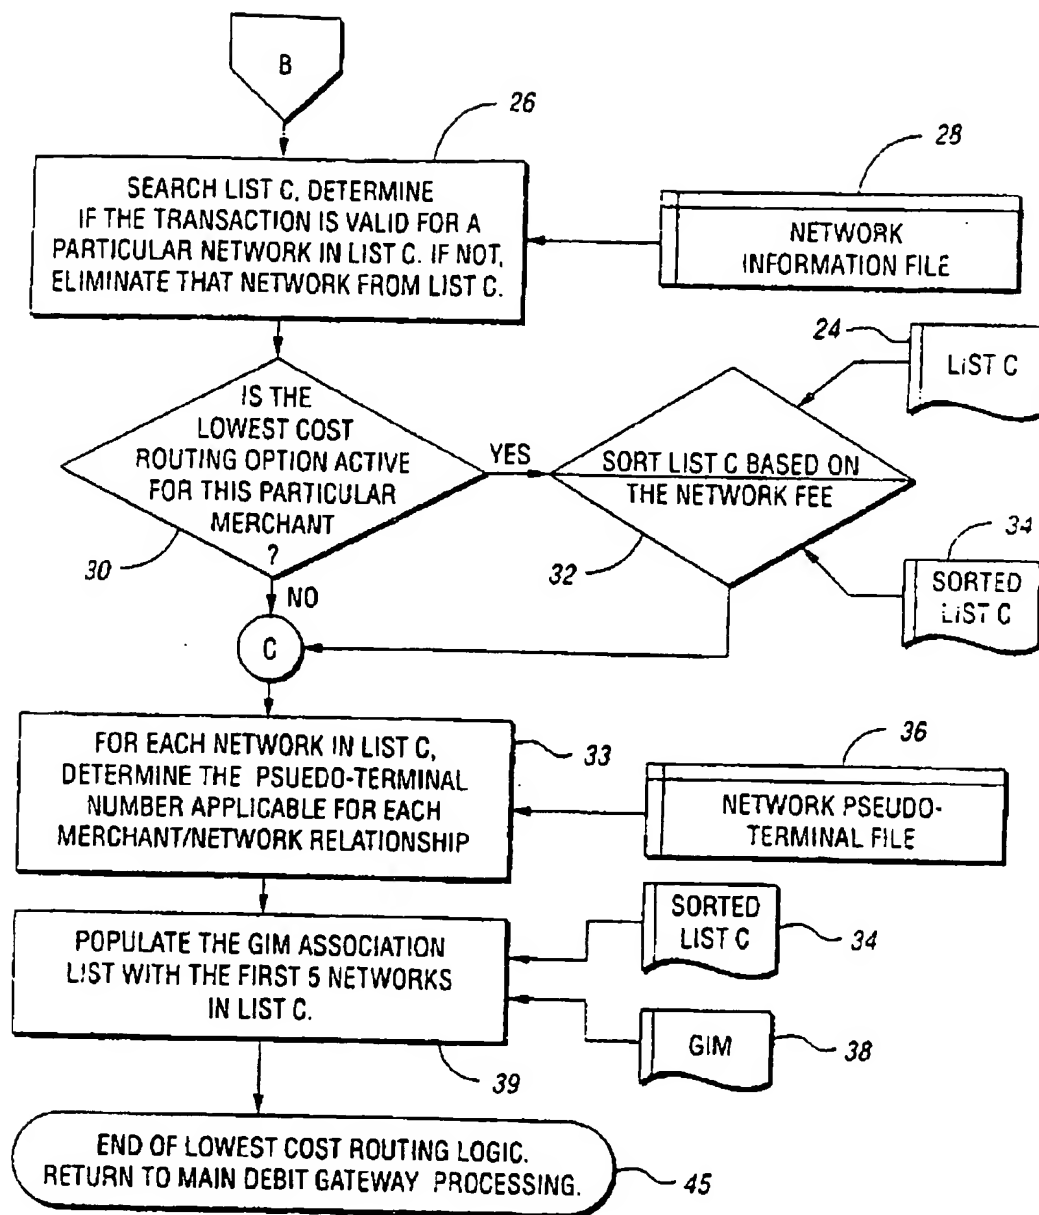 B
26
SEARCH LIST C, DETERMINE
IF THE TRANSACTION IS VALID FOR A
PARTICULAR NETWORK IN LIST C. IF NOT,
ELIMINATE THAT NETWORK FROM LIST C.
28
NETWORK
INFORMATION FILE
24
LIST C
IS THE
LOWEST COST
ROUTING OPTION ACTIVE
FOR THIS PARTICULAR
MERCHANT
?
YES
30
NO
SORT LIST C BASED ON
THE NETWORK FEE
32
34
SORTED
LIST C
C
FOR EACH NETWORK IN LIST C,
DETERMINE THE PSUEDO-TERMINAL
NUMBER APPLICABLE FOR EACH
MERCHANT/NETWORK RELATIONSHIP
33
36
NETWORK PSEUDO-
TERMINAL FILE
POPULATE THE GIM ASSOCIATION
LIST WITH THE FIRST 5 NETWORKS
IN LIST C.
39
SORTED
LIST C
34
GIM
38
END OF LOWEST COST ROUTING LOGIC.
RETURN TO MAIN DEBIT GATEWAY PROCESSING.
45